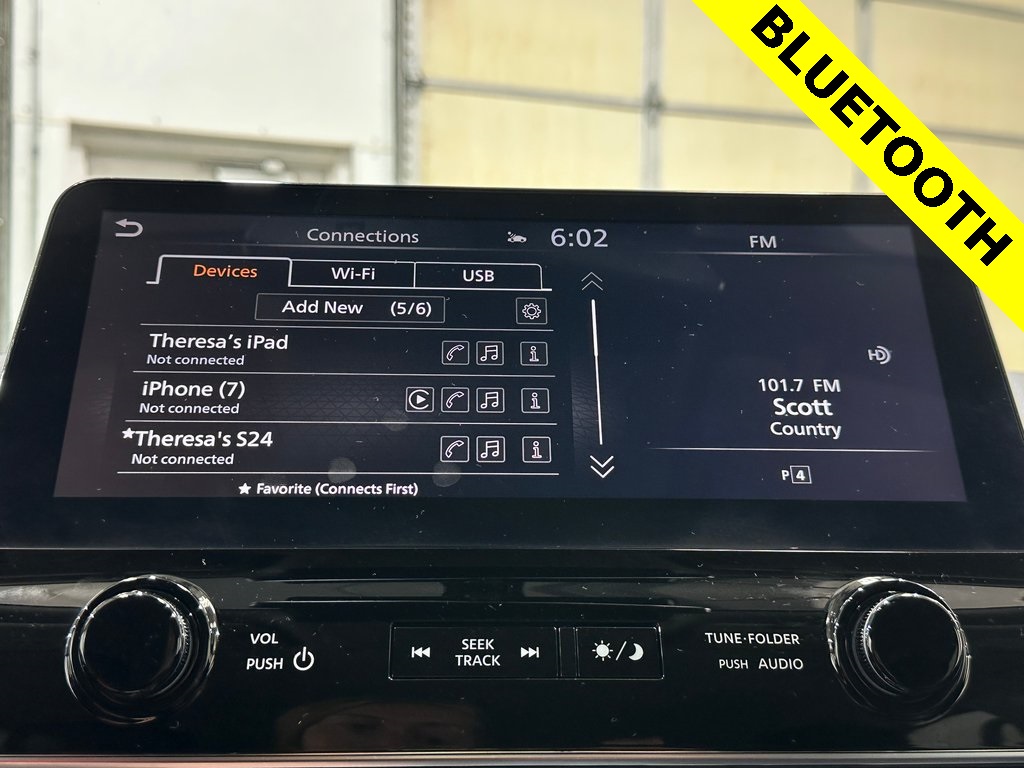 BLUETOOTH
Connections
6:02
FM
Devices
Wi-Fi
USB
Add New (5/6)
Theresa's iPad
Not connected
iPhone (7)
Not connected
★Theresa's S24
Not connected
★ Favorite (Connects First)
HD
101.7 FM
Scott
Country
P4
VOL
PUSH
SEEK
TRACK
TUNE·FOLDER
PUSH AUDIO